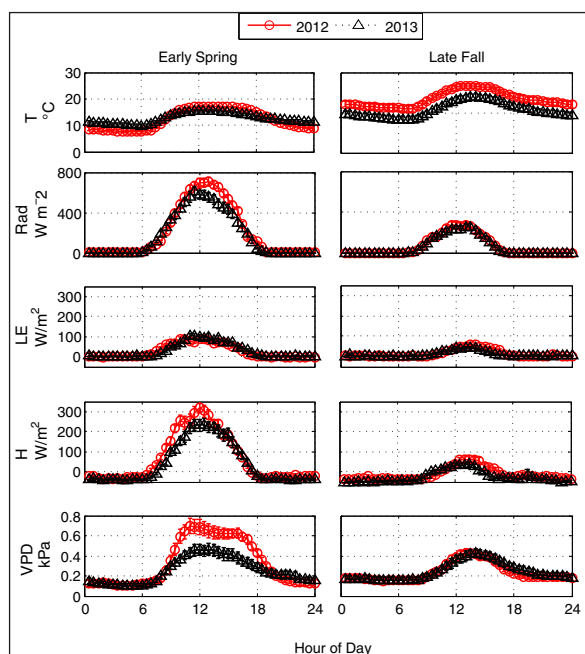 2012 2013
Early Spring Late Fall
T
°C
30
20
10
0
Rad
W m−2
800
400
0
LE
W/m²
300
200
100
0
H
W/m²
300
200
100
0
VPD
kPa
0.8
0.6
0.4
0.2
0
0 6 12 18 24 0 6 12 18 24
Hour of Day